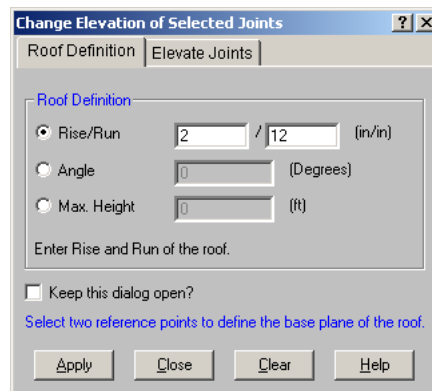 Change Elevation of Selected Joints ? X
Roof Definition Elevate Joints
Roof Definition
Rise/Run 2 / 12 (in/in)
Angle 0 (Degrees)
Max. Height 0 (ft)
Enter Rise and Run of the roof.
Keep this dialog open?
Select two reference points to define the base plane of the roof.
Apply Close Clear Help